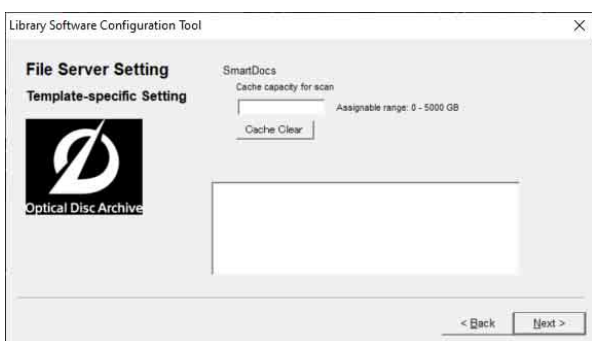 Library Software Configuration Tool
File Server Setting
Template-specific Setting
SmartDocs
Cache capacity for scan
Assignable range: 0 - 5000 GB
Cache Clear
Optical Disc Archive
< Back
Next >